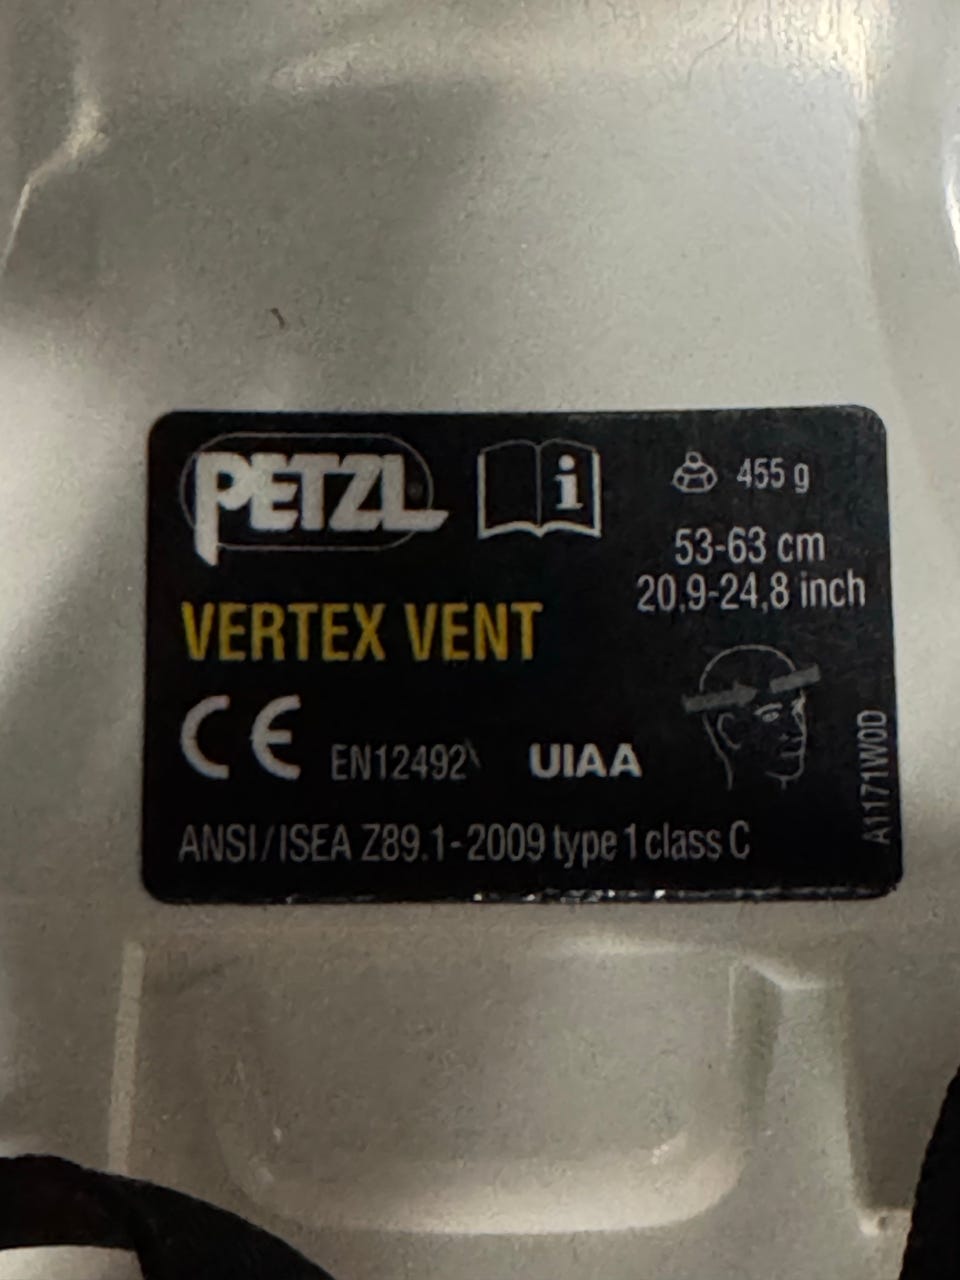 PETZL
i
455 g
53-63 cm
20,9-24,8 inch
VERTEX VENT
CE EN12492 UIAA
ANSI/ISEA Z89.1-2009 type 1 class C
A1171W0D